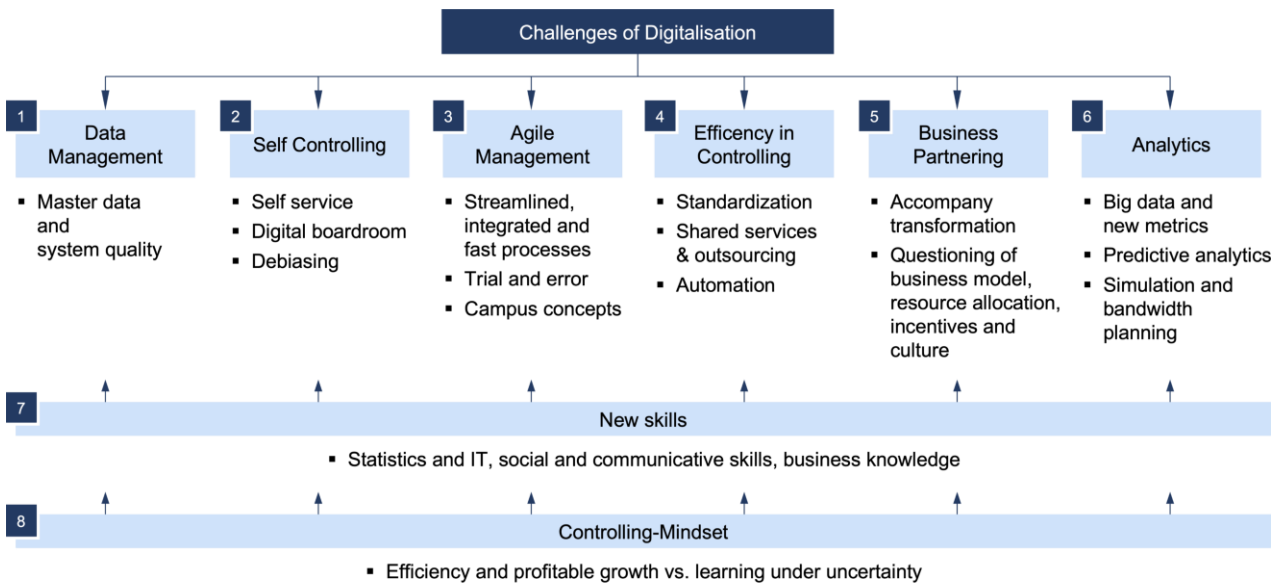 Challenges of Digitalisation
1
Data
Management
▪ Master data
and
system quality
2
Self Controlling
▪ Self service
▪ Digital boardroom
▪ Debiasing
3
Agile
Management
▪ Streamlined,
integrated and
fast processes
▪ Trial and error
▪ Campus concepts
4
Efficency in
Controlling
▪ Standardization
▪ Shared services
& outsourcing
▪ Automation
5
Business
Partnering
▪ Accompany
transformation
▪ Questioning of
business model,
resource allocation,
incentives and
culture
6
Analytics
▪ Big data and
new metrics
▪ Predictive analytics
▪ Simulation and
bandwidth
planning
7
New skills
▪ Statistics and IT, social and communicative skills, business knowledge
8
Controlling-Mindset
▪ Efficiency and profitable growth vs. learning under uncertainty